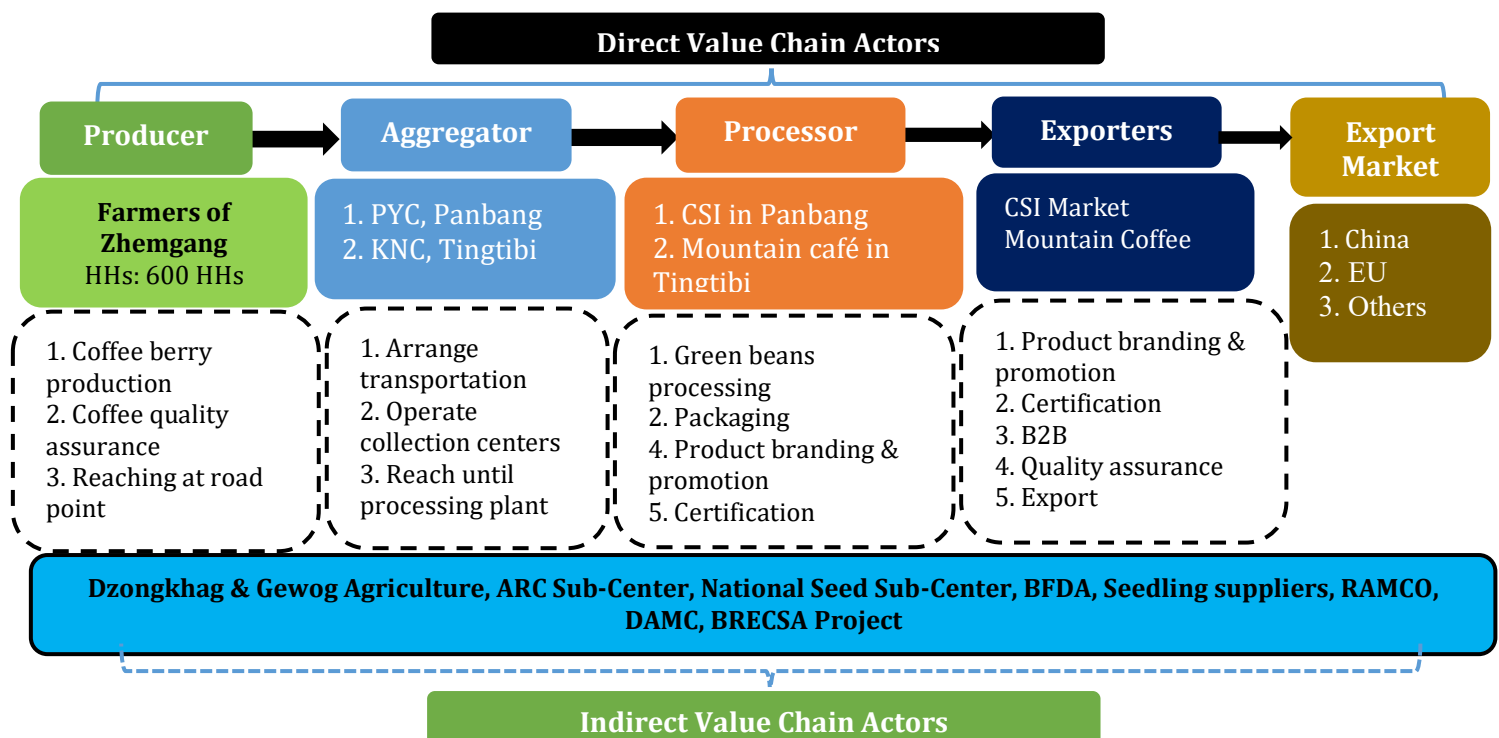 Direct Value Chain Actors
Producer
Aggregator
Processor
Exporters
Export
Market
Farmers of
Zhemgang
HHs: 600 HHs
1. PYC, Panbang
2. KNC, Tingtibi
1. CSI in Panbang
2. Mountain café in
Tingtibi
CSI Market
Mountain Coffee
1. China
2. EU
3. Others
1. Coffee berry
production
2. Coffee quality
assurance
3. Reaching at road
point
1. Arrange
transportation
2. Operate
collection centers
3. Reach until
processing plant
1. Green beans
processing
2. Packaging
4. Product branding &
promotion
5. Certification
1. Product branding &
promotion
2. Certification
3. B2B
4. Quality assurance
5. Export
Dzongkhag & Gewog Agriculture, ARC Sub-Center, National Seed Sub-Center, BFDA, Seedling suppliers, RAMCO,
DAMC, BRECSA Project
Indirect Value Chain Actors